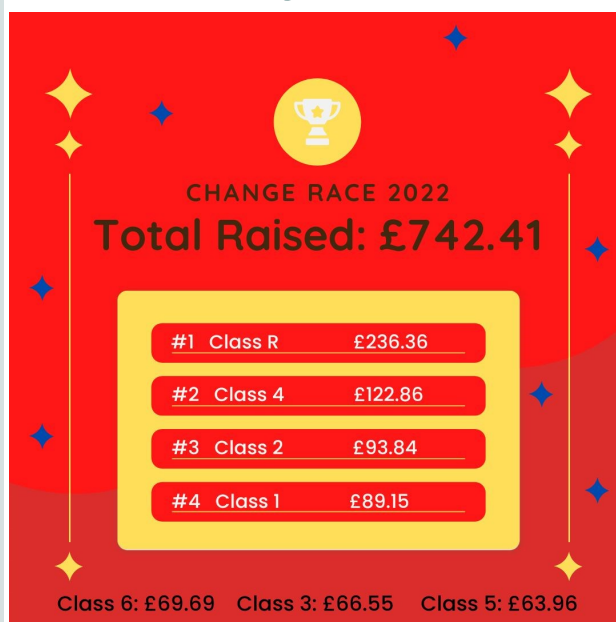 CHANGE RACE 2022
Total Raised: £742.41
#1 Class R £236.36
#2 Class 4 £122.86
#3 Class 2 £93.84
#4 Class 1 £89.15
Class 6: £69.69 Class 3: £66.55 Class 5: £63.96